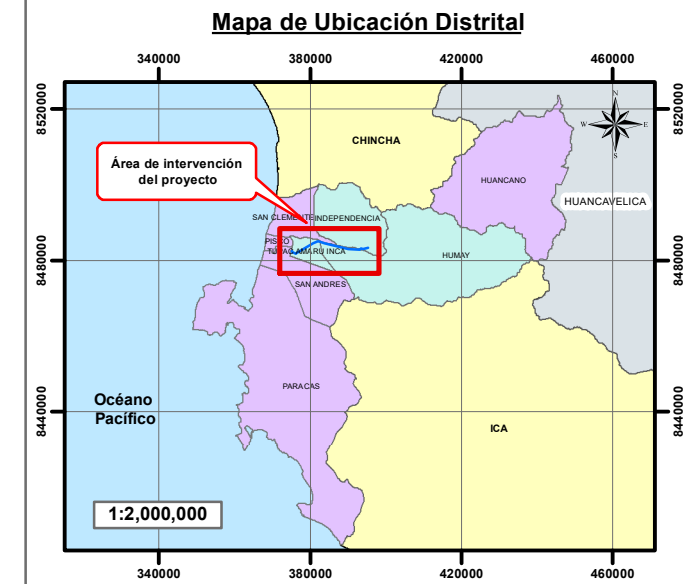 Mapa de Ubicación Distrital
340000 380000 420000 460000
8520000 8520000
N
W E
S
CHINCHA
Área de intervención
del proyecto
HUANCANO
HUANCAVELICA
SAN CLEMENTE INDEPENDENCIA
PISCO
TUPAC AMARU INCA
HUMAY
8480000 8480000
SAN ANDRES
PARACAS
Océano
Pacífico
8440000 8440000
ICA
1:2,000,000
340000 380000 420000 460000